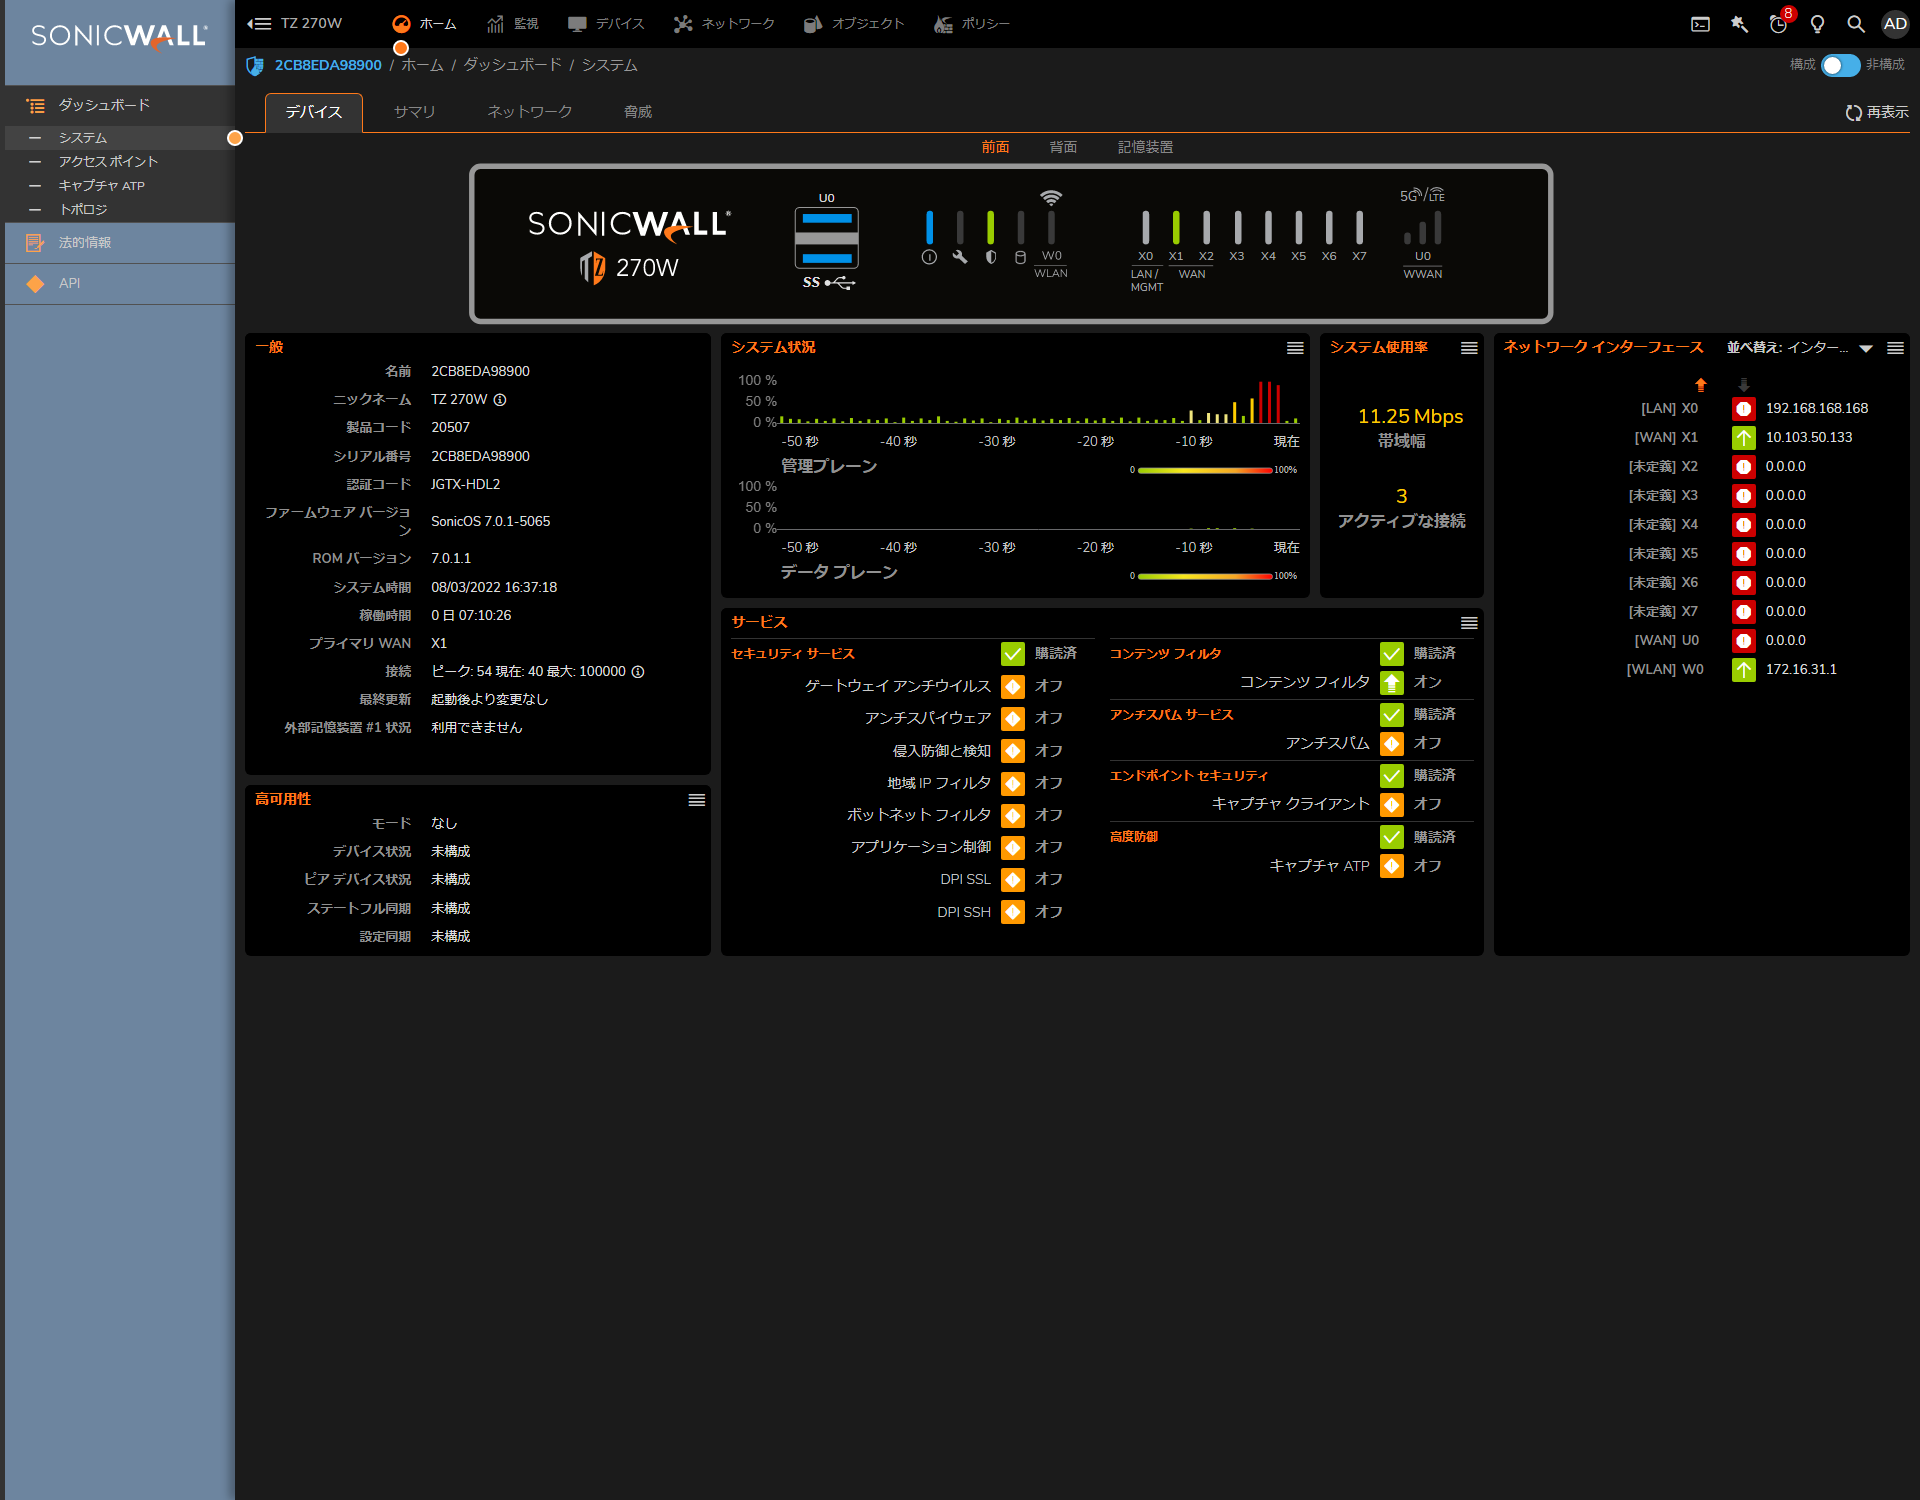 SONICWALL
TZ 270W
ホーム
監視
デバイス
ネットワーク
オブジェクト
ポリシー
8
AD
2CB8EDA98900 / ホーム / ダッシュボード / システム
構成
非構成
ダッシュボード
システム
アクセス ポイント
キャプチャ ATP
トポロジ
法的情報
API
デバイス
サマリ
ネットワーク
脅威
再表示
前面
背面
記憶装置
SONICWALL
TZ 270W
U0
SS
W0
WLAN
X0 X1 X2 X3 X4 X5 X6 X7
LAN / MGMT
WAN
5G/LTE
U0
WWAN
一般
名前 2CB8EDA98900
ニックネーム TZ 270W
製品コード 20507
シリアル番号 2CB8EDA98900
認証コード JGTX-HDL2
ファームウェア バージョン SonicOS 7.0.1-5065
ROM バージョン 7.0.1.1
システム時間 08/03/2022 16:37:18
稼働時間 0 日 07:10:26
プライマリ WAN X1
接続 ピーク: 54 現在: 40 最大: 100000
最終更新 起動後より変更なし
外部記憶装置 #1 状況 利用できません
高可用性
モード なし
デバイス状況 未構成
ピア デバイス状況 未構成
ステートフル同期 未構成
設定同期 未構成
システム状況
100 %
50 %
0 %
-50 秒 -40 秒 -30 秒 -20 秒 -10 秒 現在
管理プレーン
0 100%
100 %
50 %
0 %
-50 秒 -40 秒 -30 秒 -20 秒 -10 秒 現在
データ プレーン
0 100%
システム使用率
11.25 Mbps
帯域幅
3
アクティブな接続
サービス
セキュリティ サービス 購読済
ゲートウェイ アンチウイルス オフ
アンチスパイウェア オフ
侵入防御と検知 オフ
地域 IP フィルタ オフ
ボットネット フィルタ オフ
アプリケーション制御 オフ
DPI SSL オフ
DPI SSH オフ
コンテンツ フィルタ 購読済
コンテンツ フィルタ オン
アンチスパム サービス 購読済
アンチスパム オフ
エンドポイント セキュリティ 購読済
キャプチャ クライアント オフ
高度防御 購読済
キャプチャ ATP オフ
ネットワーク インターフェース
並べ替え: インター...
[LAN] X0 192.168.168.168
[WAN] X1 10.103.50.133
[未定義] X2 0.0.0.0
[未定義] X3 0.0.0.0
[未定義] X4 0.0.0.0
[未定義] X5 0.0.0.0
[未定義] X6 0.0.0.0
[未定義] X7 0.0.0.0
[WAN] U0 0.0.0.0
[WLAN] W0 172.16.31.1